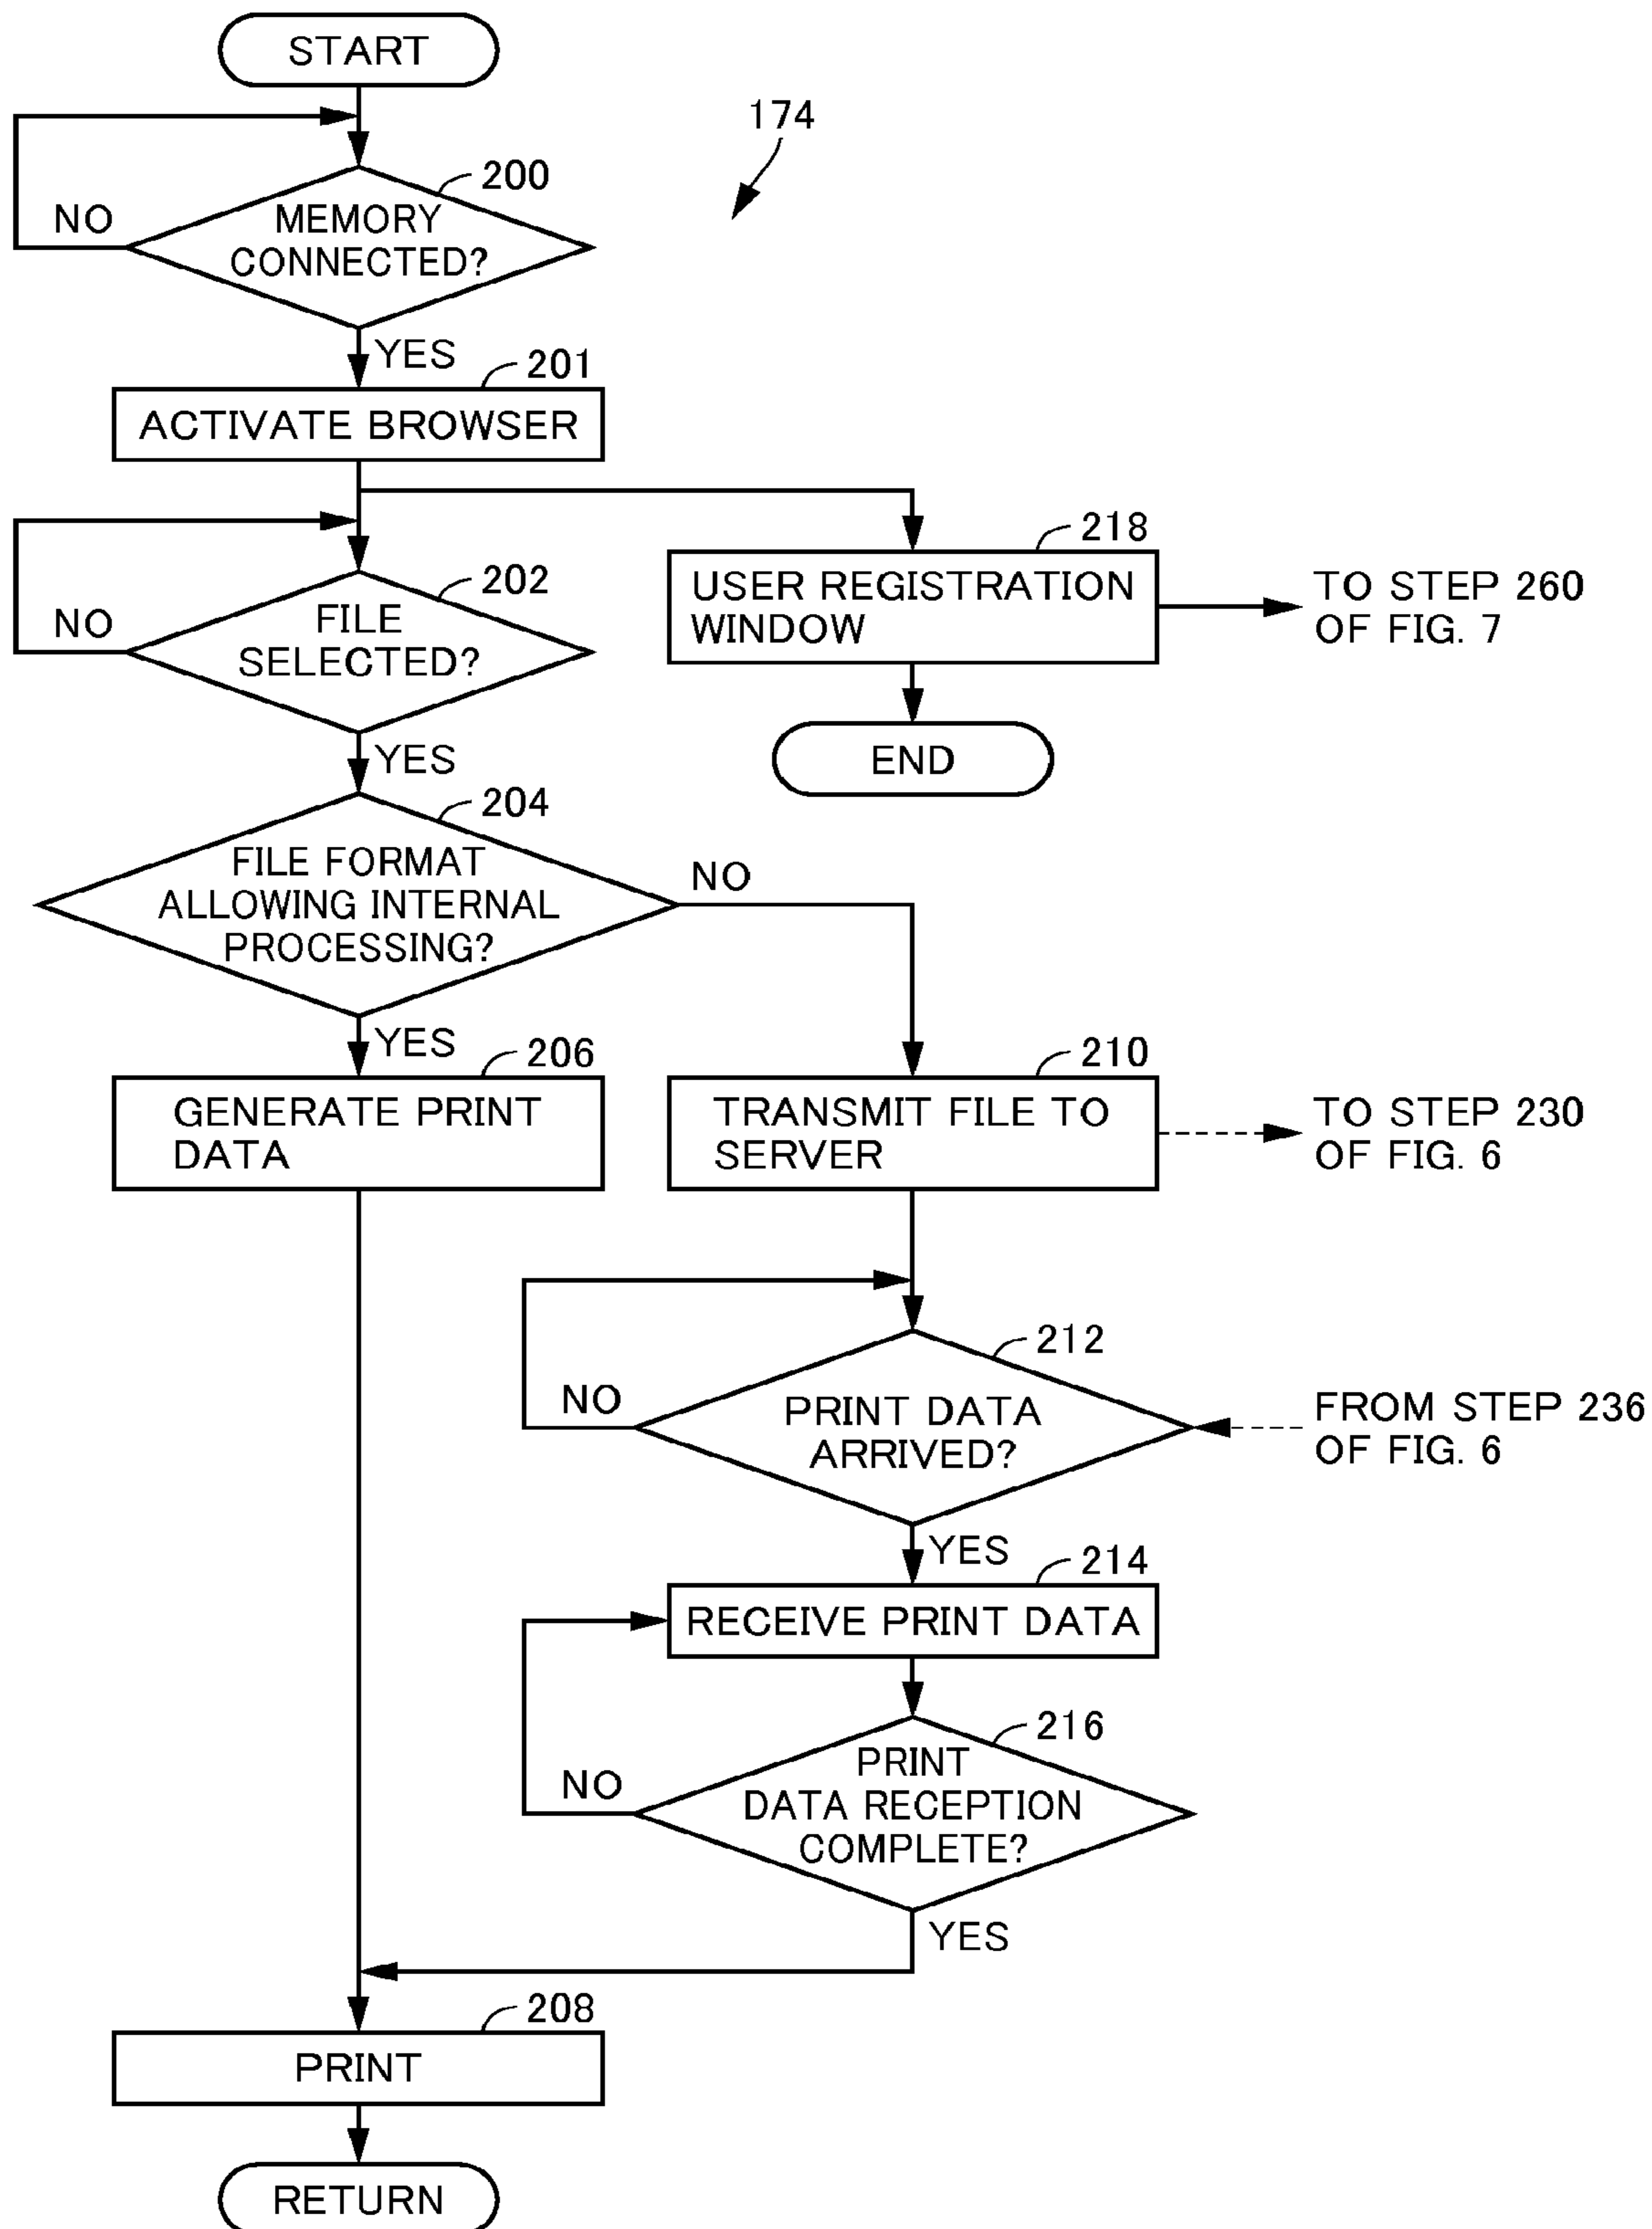 START
174
200
NO
MEMORY
CONNECTED?
YES
201
ACTIVATE BROWSER
218
202
USER REGISTRATION
WINDOW
TO STEP 260
OF FIG. 7
NO
FILE
SELECTED?
YES
END
204
FILE FORMAT
ALLOWING INTERNAL
PROCESSING?
NO
YES
206
210
GENERATE PRINT
DATA
TRANSMIT FILE TO
SERVER
TO STEP 230
OF FIG. 6
212
NO
PRINT DATA
ARRIVED?
FROM STEP 236
OF FIG. 6
YES
214
RECEIVE PRINT DATA
216
NO
PRINT
DATA RECEPTION
COMPLETE?
YES
208
PRINT
RETURN